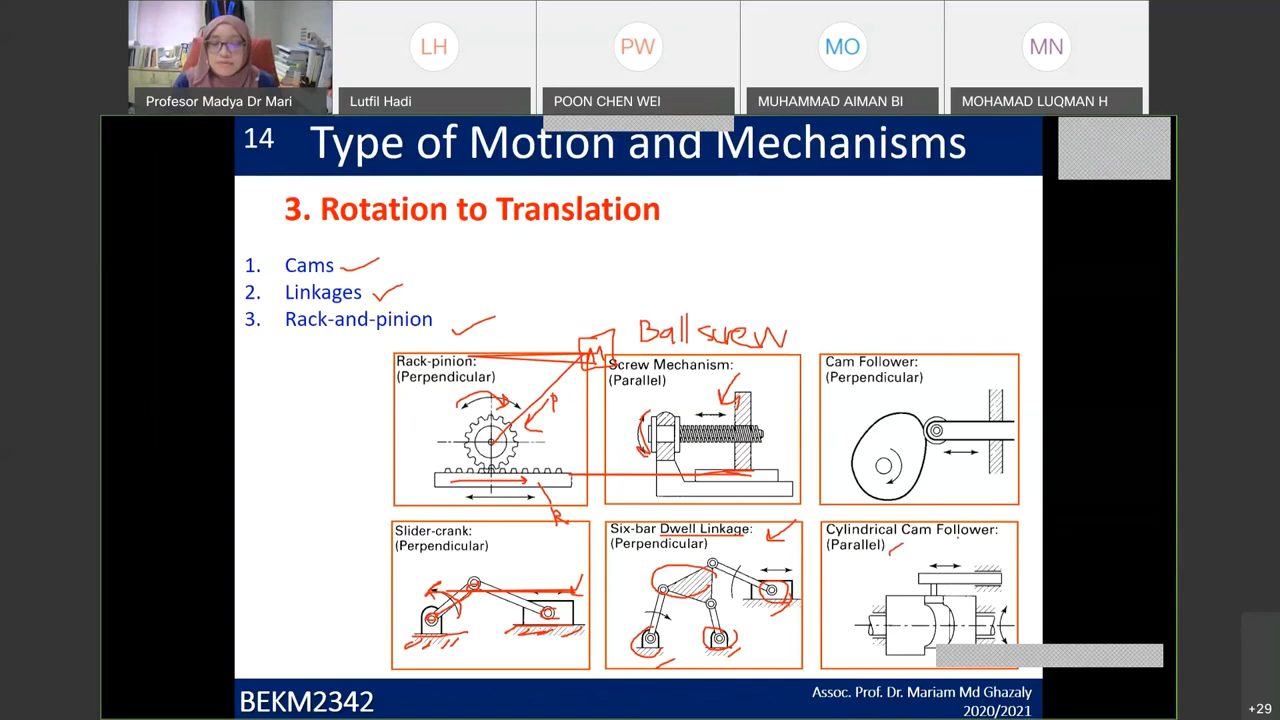 LH
PW
MO
MN
Profesor Madya Dr Mari
Lutfil Hadi
POON CHEN WEI
MUHAMMAD AIMAN BI
MOHAMAD LUQMAN H
14
Type of Motion and Mechanisms
3. Rotation to Translation
1. Cams
2. Linkages
3. Rack-and-pinion
Ball screw
M
Rack-pinion:
(Perpendicular)
P
R
Screw Mechanism:
(Parallel)
Cam Follower:
(Perpendicular)
Slider-crank:
(Perpendicular)
Six-bar Dwell Linkage:
(Perpendicular)
Cylindrical Cam Follower:
(Parallel)
BEKM2342
Assoc. Prof. Dr. Mariam Md Ghazaly
2020/2021
+29